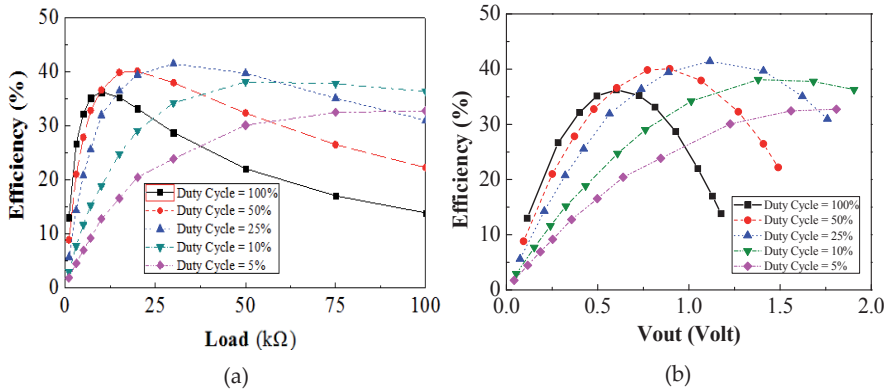 (a)
Efficiency (%)
50
40
30
20
10
0
0
25
50
75
100
Load (kΩ)
Duty Cycle = 100%
Duty Cycle = 50%
Duty Cycle = 25%
Duty Cycle = 10%
Duty Cycle = 5%
(a)
(b)
Efficiency (%)
50
40
30
20
10
0
0.0
0.5
1.0
1.5
2.0
Vout (Volt)
Duty Cycle = 100%
Duty Cycle = 50%
Duty Cycle = 25%
Duty Cycle = 10%
Duty Cycle = 5%
(b)